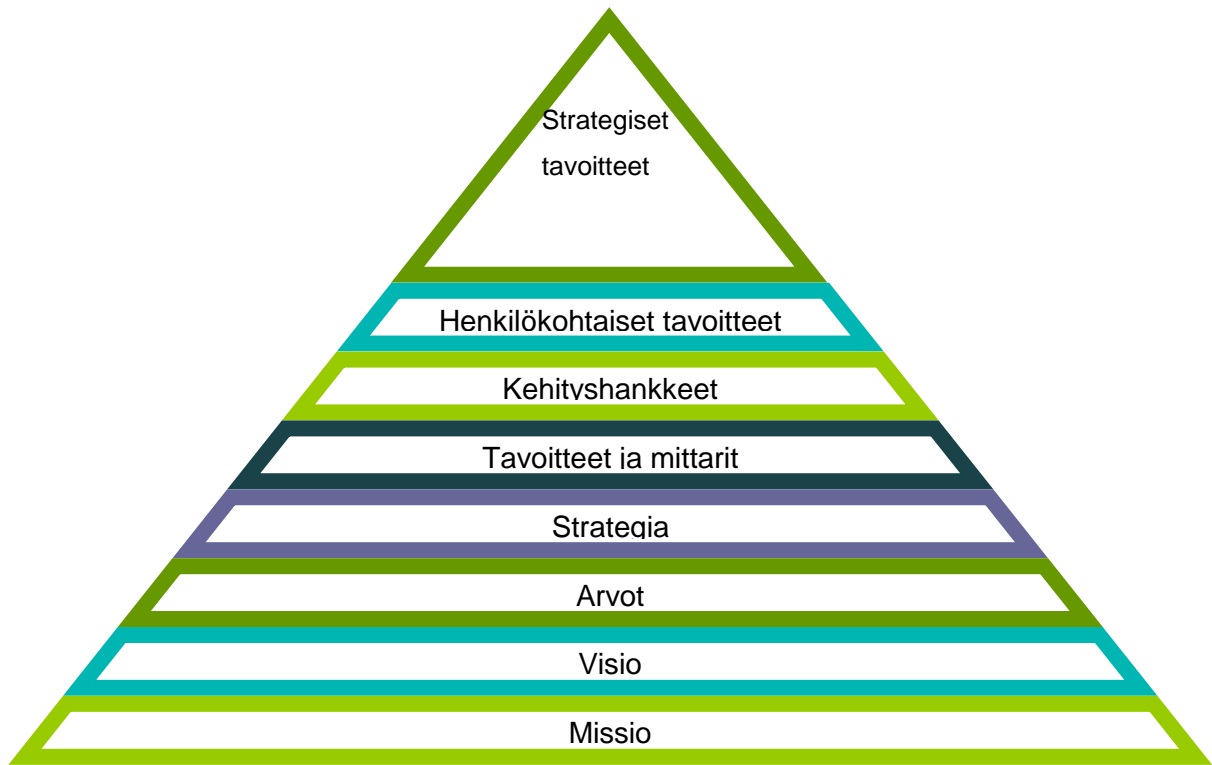 Strategiset
tavoitteet
Henkilökohtaiset tavoitteet
Kehityshankkeet
Tavoitteet ja mittarit
Strategia
Arvot
Visio
Missio